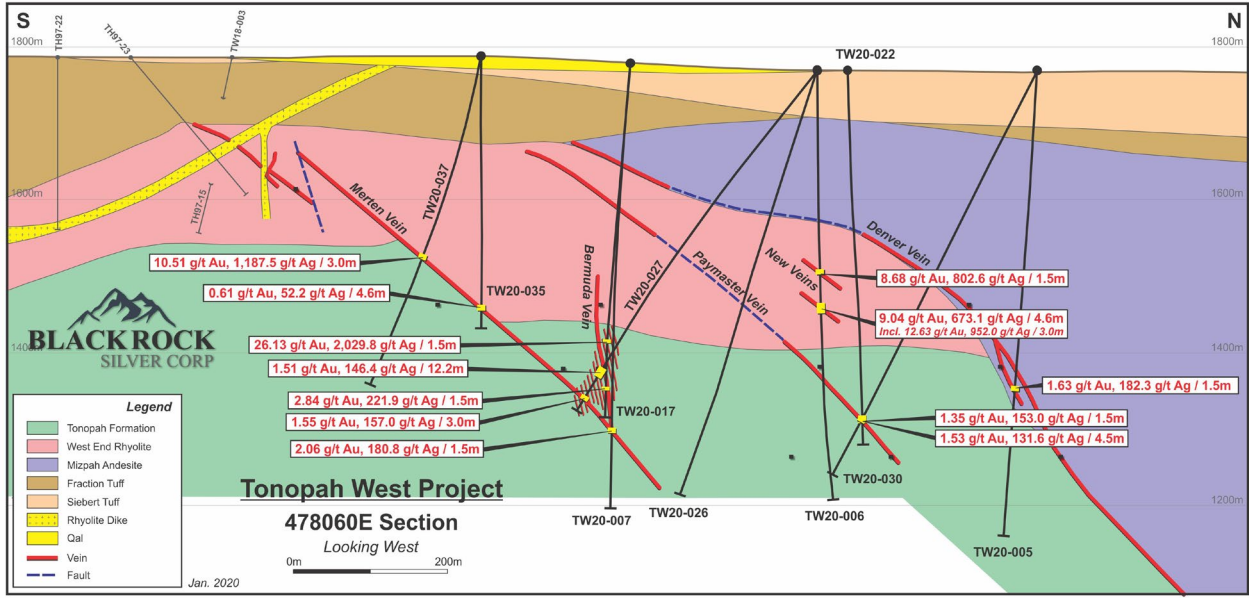 S
N
TH97-22
TH97-23
TW18-003
TW20-022
1800m
1800m
1600m
1600m
TH97-15
Merten Vein
TW20-037
TW20-035
Bermuda Vein
TW20-027
Paymaster Vein
New Veins
Denver Vein
10.51 g/t Au, 1,187.5 g/t Ag / 3.0m
0.61 g/t Au, 52.2 g/t Ag / 4.6m
8.68 g/t Au, 802.6 g/t Ag / 1.5m
9.04 g/t Au, 673.1 g/t Ag / 4.6m
Incl. 12.63 g/t Au, 952.0 g/t Ag / 3.0m
BLACKROCK
SILVER CORP
1400m
1400m
26.13 g/t Au, 2,029.8 g/t Ag / 1.5m
1.51 g/t Au, 146.4 g/t Ag / 12.2m
2.84 g/t Au, 221.9 g/t Ag / 1.5m
1.55 g/t Au, 157.0 g/t Ag / 3.0m
2.06 g/t Au, 180.8 g/t Ag / 1.5m
TW20-017
1.63 g/t Au, 182.3 g/t Ag / 1.5m
1.35 g/t Au, 153.0 g/t Ag / 1.5m
1.53 g/t Au, 131.6 g/t Ag / 4.5m
TW20-030
1200m
TW20-007
TW20-026
TW20-006
TW20-005
Legend
Tonopah Formation
West End Rhyolite
Mizpah Andesite
Fraction Tuff
Siebert Tuff
Rhyolite Dike
Qal
Vein
Fault
Tonopah West Project
478060E Section
Looking West
0m
200m
Jan. 2020